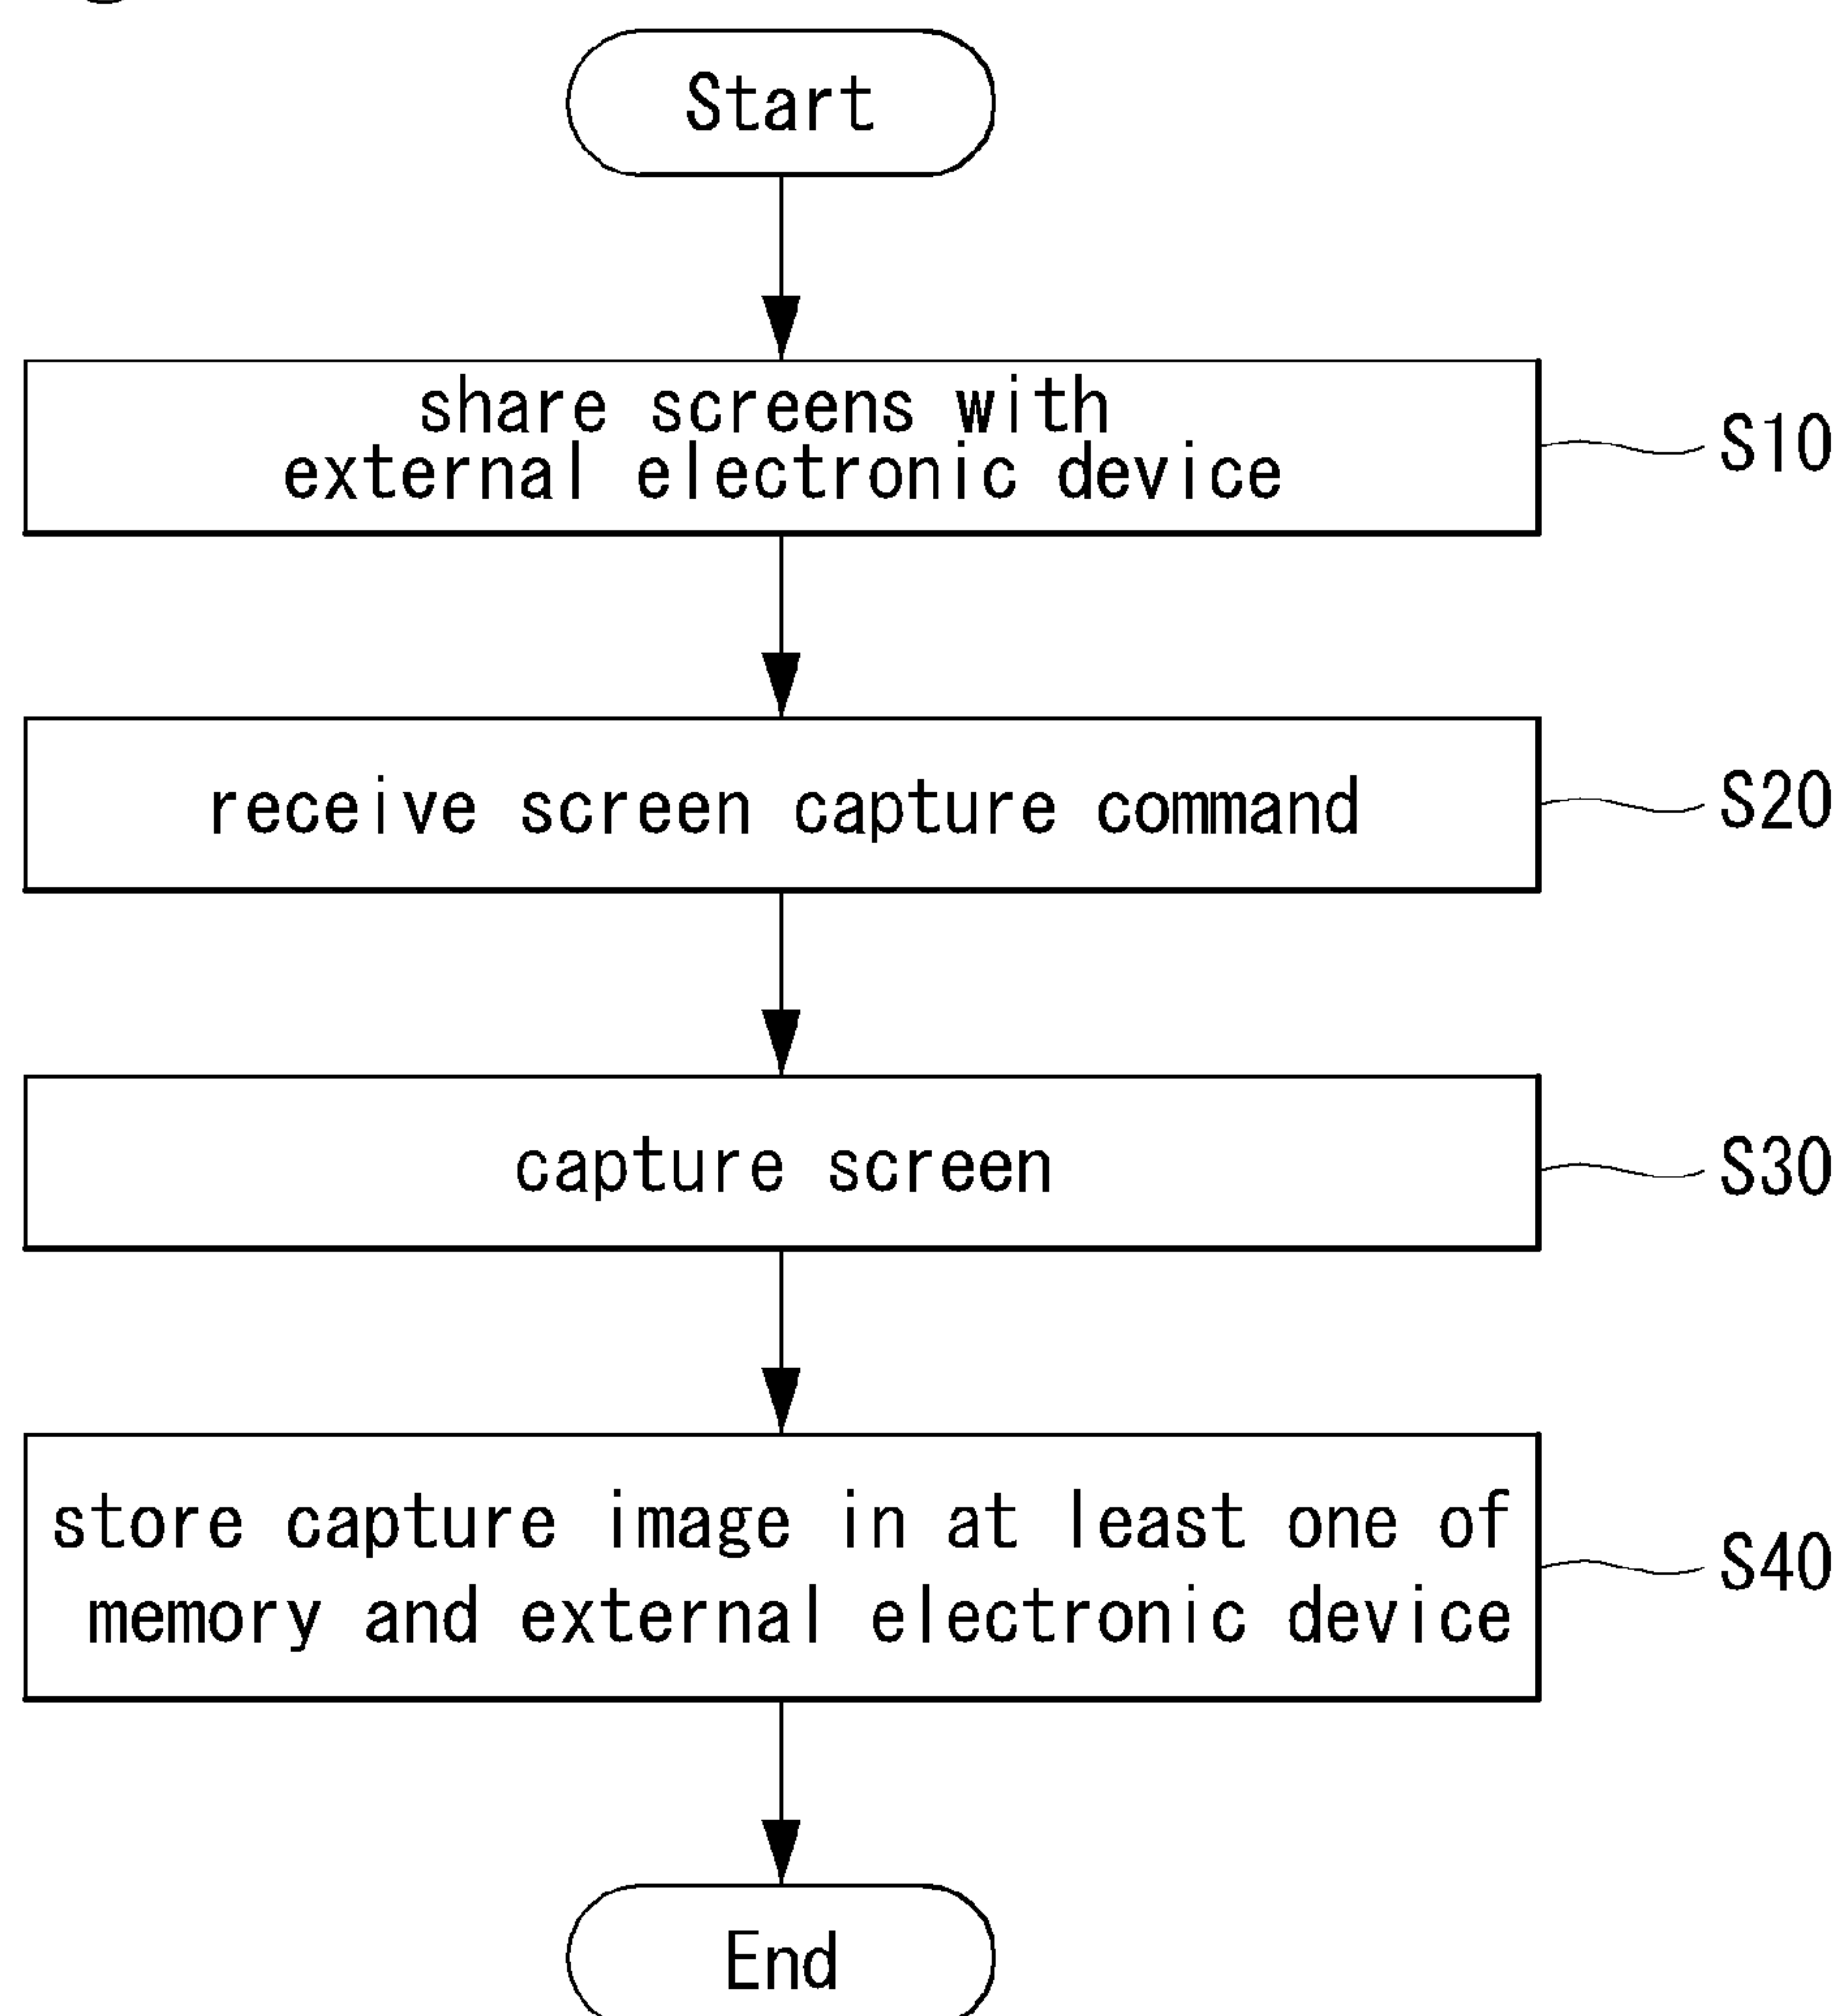 Start
share screens with
external electronic device
S10
receive screen capture command
S20
capture screen
S30
store capture image in at least one of
memory and external electronic device
S40
End